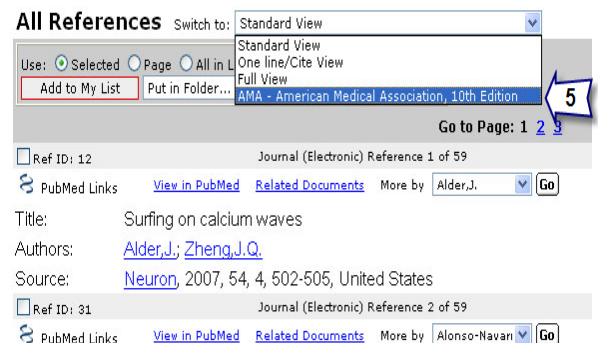 All References Switch to: Standard View
Standard View
One line/Cite View
Full View
AMA - American Medical Association, 10th Edition
5
Use: Selected Page All in L
Add to My List Put in Folder...
Go to Page: 1 2 3
Ref ID: 12 Journal (Electronic) Reference 1 of 59
PubMed Links View in PubMed Related Documents More by Alder,J. Go
Title: Surfing on calcium waves
Authors: Alder,J.; Zheng,J.Q.
Source: Neuron, 2007, 54, 4, 502-505, United States
Ref ID: 31 Journal (Electronic) Reference 2 of 59
PubMed Links View in PubMed Related Documents More by Alonso-Navarr Go